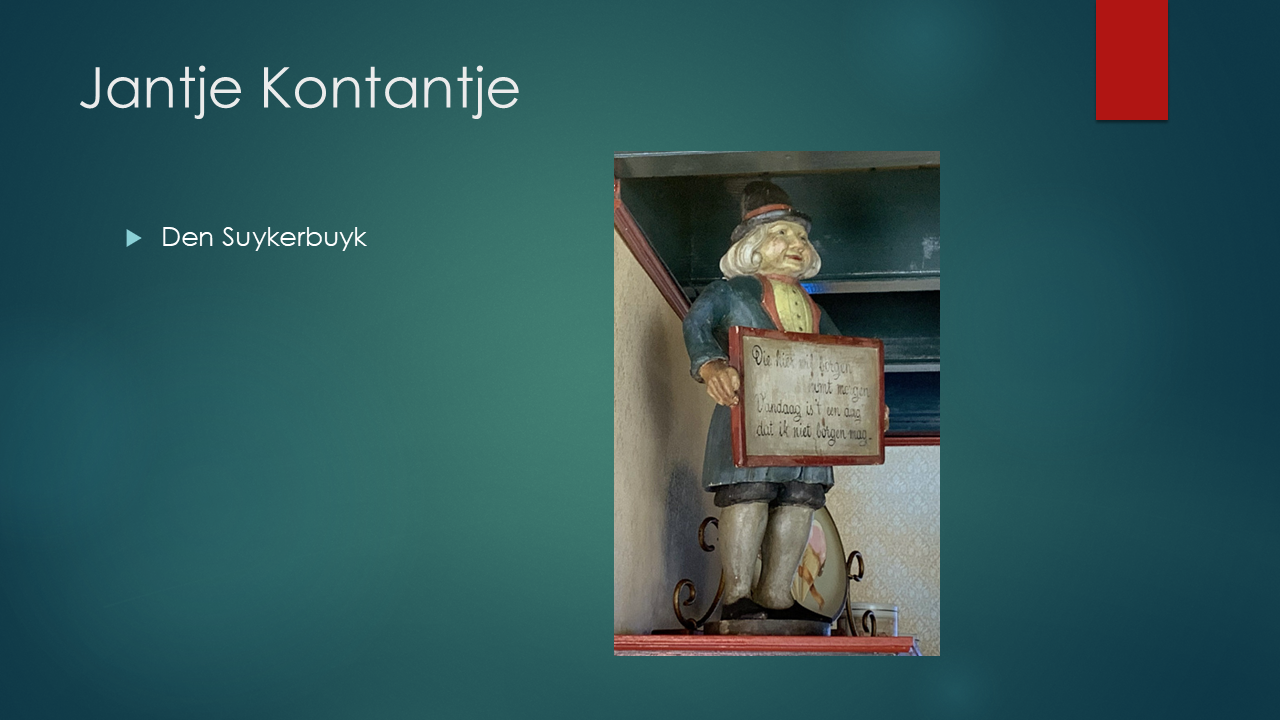 Jantje Kontantje
Den Suykerbuyk
Die hier wil borgen
komt morgen
Vandaag is't een dag
dat ik niet borgen mag.